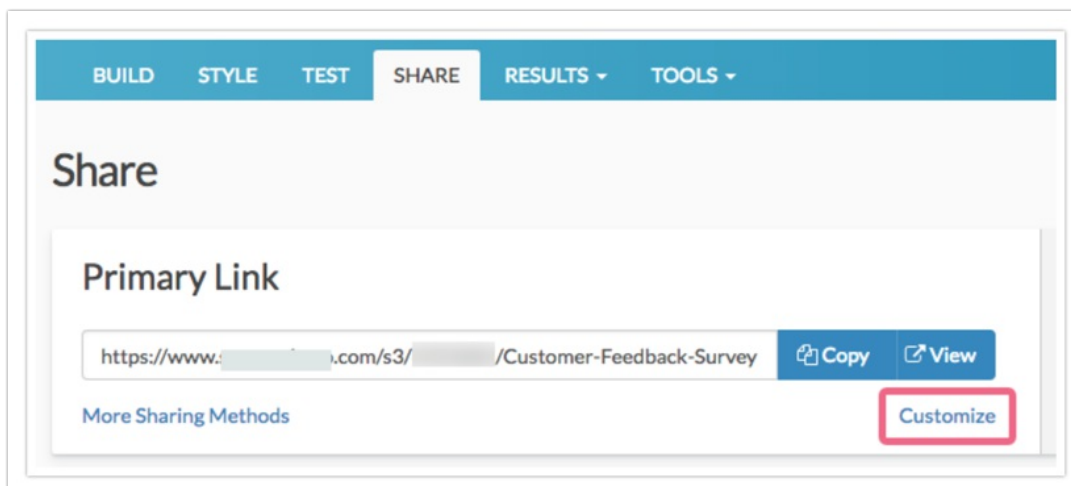 BUILD STYLE TEST SHARE RESULTS TOOLS
Share
Primary Link
https://www. .com/s3/ /Customer-Feedback-Survey Copy View
More Sharing Methods Customize